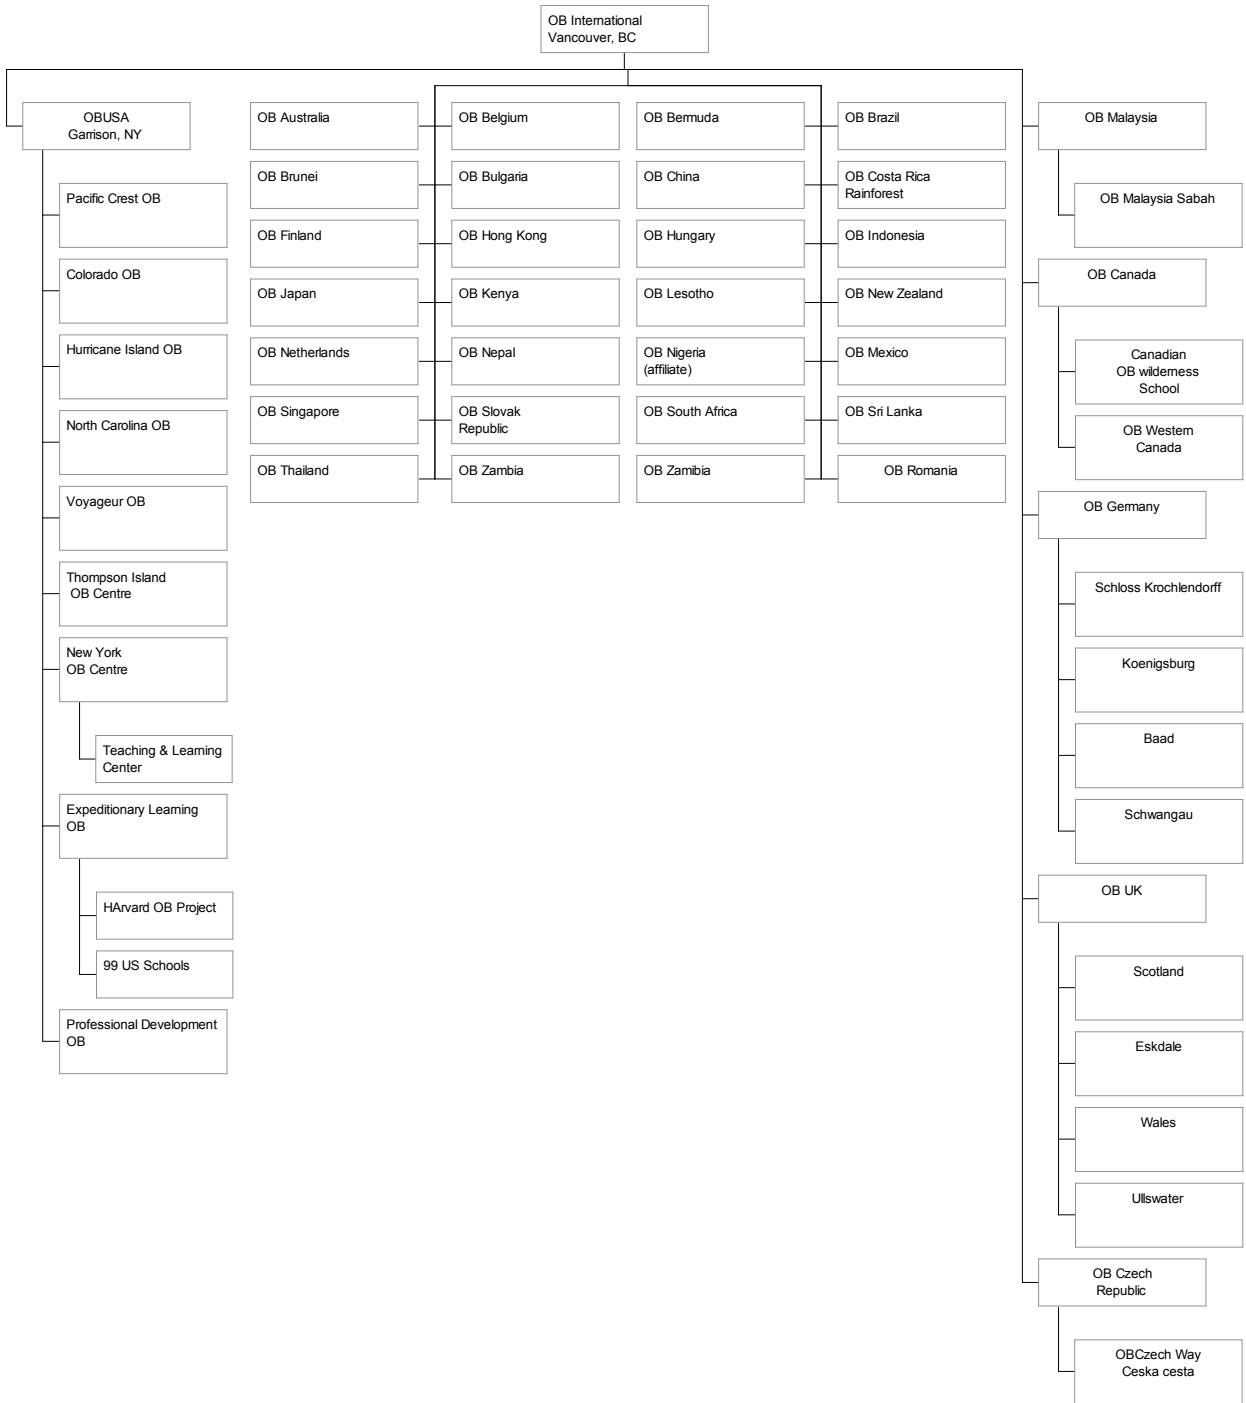 OB International
Vancouver, BC
OBUSA
Garrison, NY
Pacific Crest OB
Colorado OB
Hurricane Island OB
North Carolina OB
Voyageur OB
Thompson Island
OB Centre
New York
OB Centre
Teaching & Learning
Center
Expeditionary Learning
OB
HArvard OB Project
99 US Schools
Professional Development
OB
OB Australia
OB Belgium
OB Bermuda
OB Brazil
OB Brunei
OB Bulgaria
OB China
OB Costa Rica
Rainforest
OB Finland
OB Hong Kong
OB Hungary
OB Indonesia
OB Japan
OB Kenya
OB Lesotho
OB New Zealand
OB Netherlands
OB Nepal
OB Nigeria
(affiliate)
OB Mexico
OB Singapore
OB Slovak
Republic
OB South Africa
OB Sri Lanka
OB Thailand
OB Zambia
OB Zamibia
OB Romania
OB Malaysia
OB Malaysia Sabah
OB Canada
Canadian
OB wilderness
School
OB Western
Canada
OB Germany
Schloss Krochlendorff
Koenigsburg
Baad
Schwangau
OB UK
Scotland
Eskdale
Wales
Ullswater
OB Czech
Republic
OBCzech Way
Ceska cesta